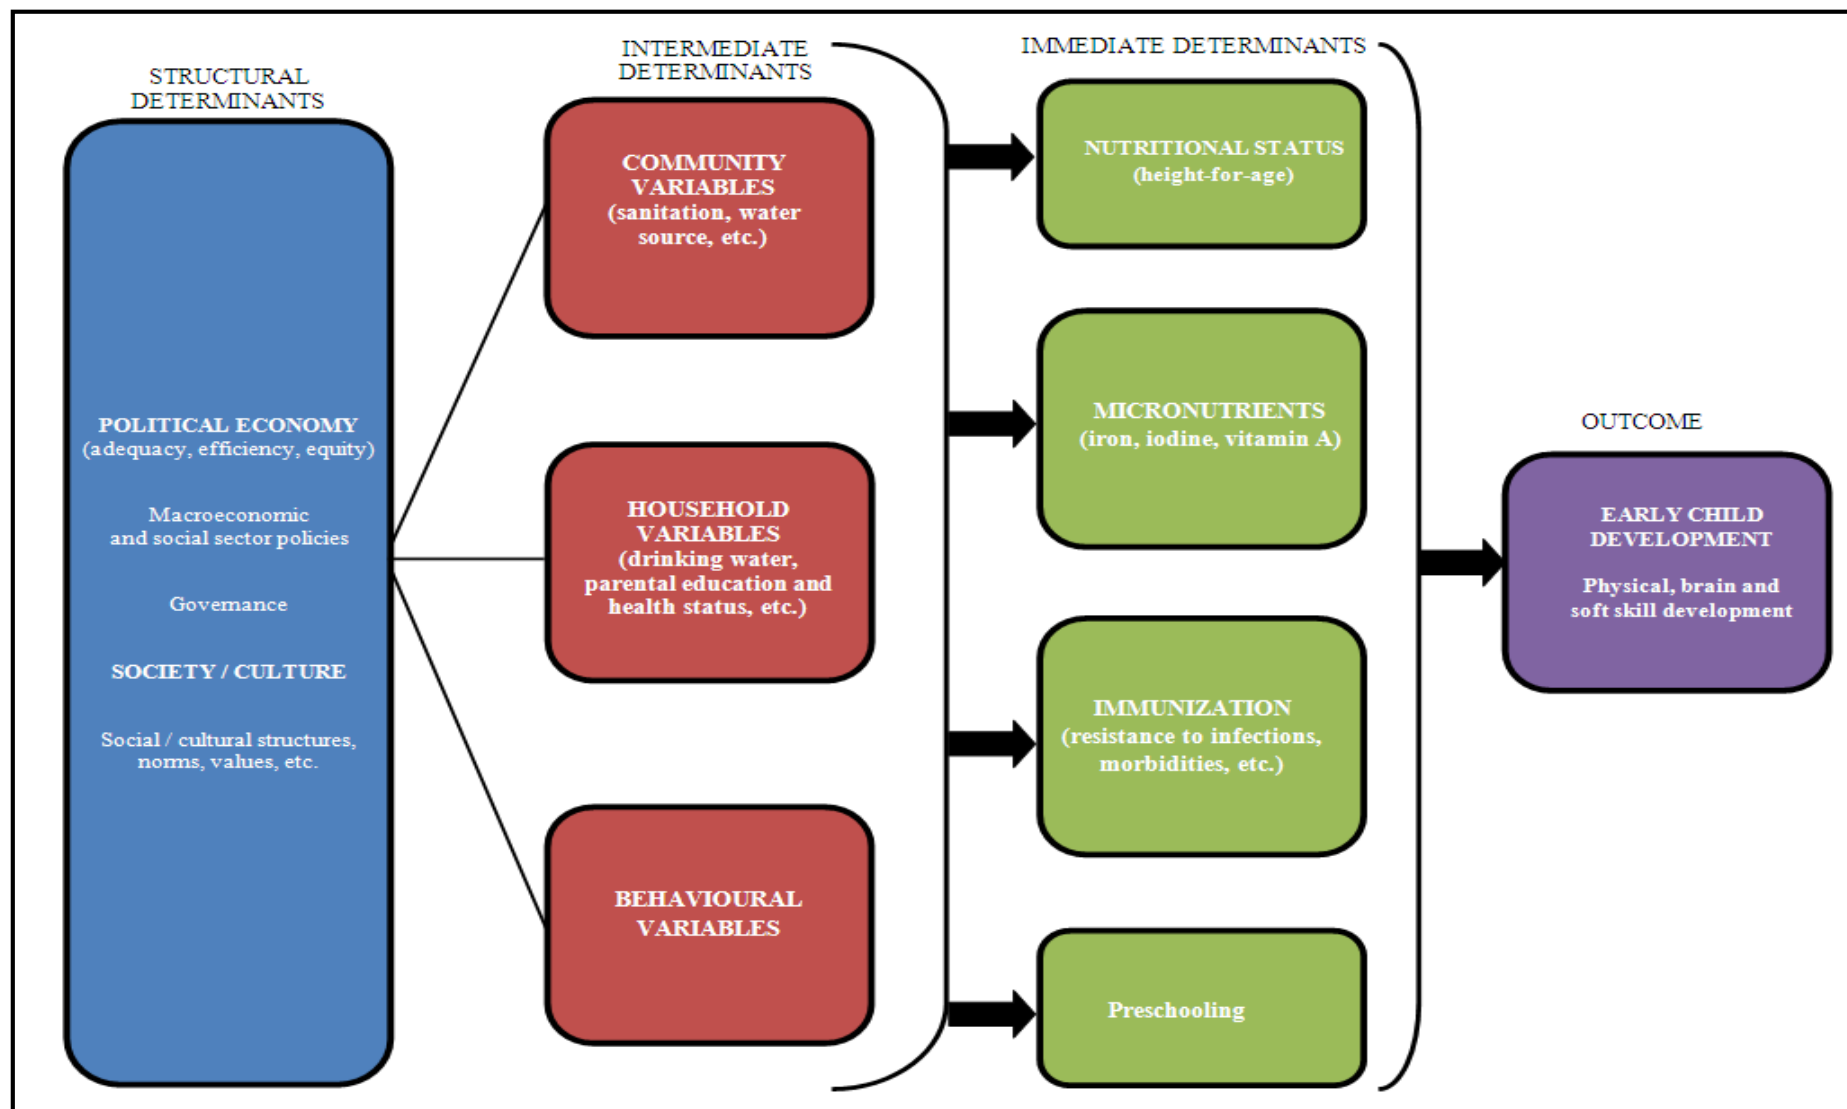 STRUCTURAL
DETERMINANTS
POLITICAL ECONOMY
(adequacy, efficiency, equity)
Macroeconomic
and social sector policies
Governance
SOCIETY / CULTURE
Social / cultural structures,
norms, values, etc.
INTERMEDIATE
DETERMINANTS
COMMUNITY
VARIABLES
(sanitation, water
source, etc.)
HOUSEHOLD
VARIABLES
(drinking water,
parental education and
health status, etc.)
BEHAVIOURAL
VARIABLES
IMMEDIATE DETERMINANTS
NUTRITIONAL STATUS
(height-for-age)
MICRONUTRIENTS
(iron, iodine, vitamin A)
IMMUNIZATION
(resistance to infections,
morbidities, etc.)
Preschooling
OUTCOME
EARLY CHILD
DEVELOPMENT
Physical, brain and
soft skill development